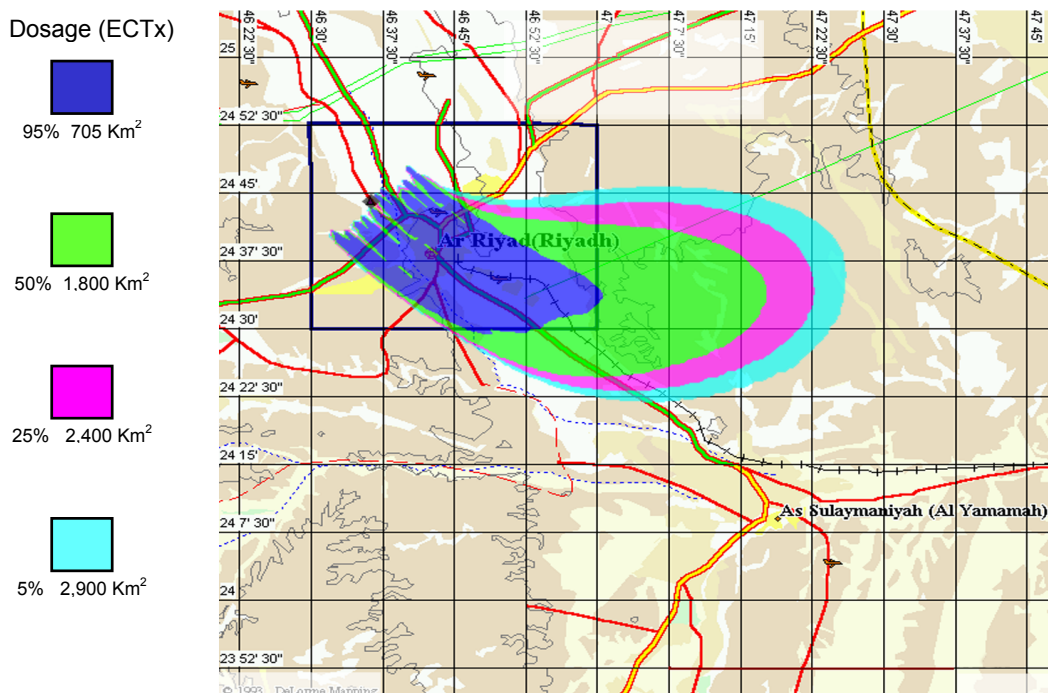 Dosage (ECTx)
95% 705 Km²
50% 1.800 Km²
25% 2.400 Km²
5% 2,900 Km²
46 22'30"
46 30'
46 37'30"
46 45'
46 52'30"
47
47 7'30"
47 15'
47 22'30"
47 30'
47 37'30"
47 45'
25
24 52'30"
24 45'
24 37'30"
24 30'
24 22'30"
24 15'
24 7'30"
24
23 52'30"
Ar Riyad(Riyadh)
As Sulaymaniyah (Al Yamamah)
© 1993 DeLorme Mapping